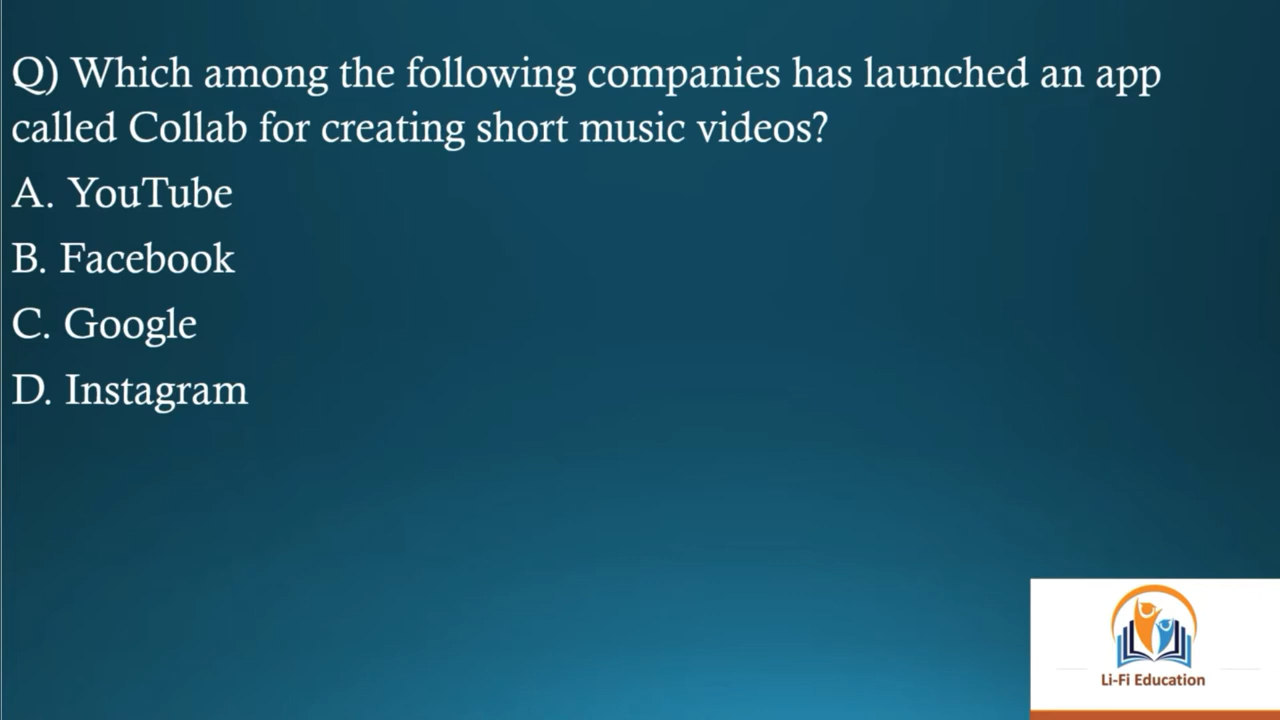 Q) Which among the following companies has launched an app
called Collab for creating short music videos?
A. YouTube
B. Facebook
C. Google
D. Instagram
Li-Fi Education